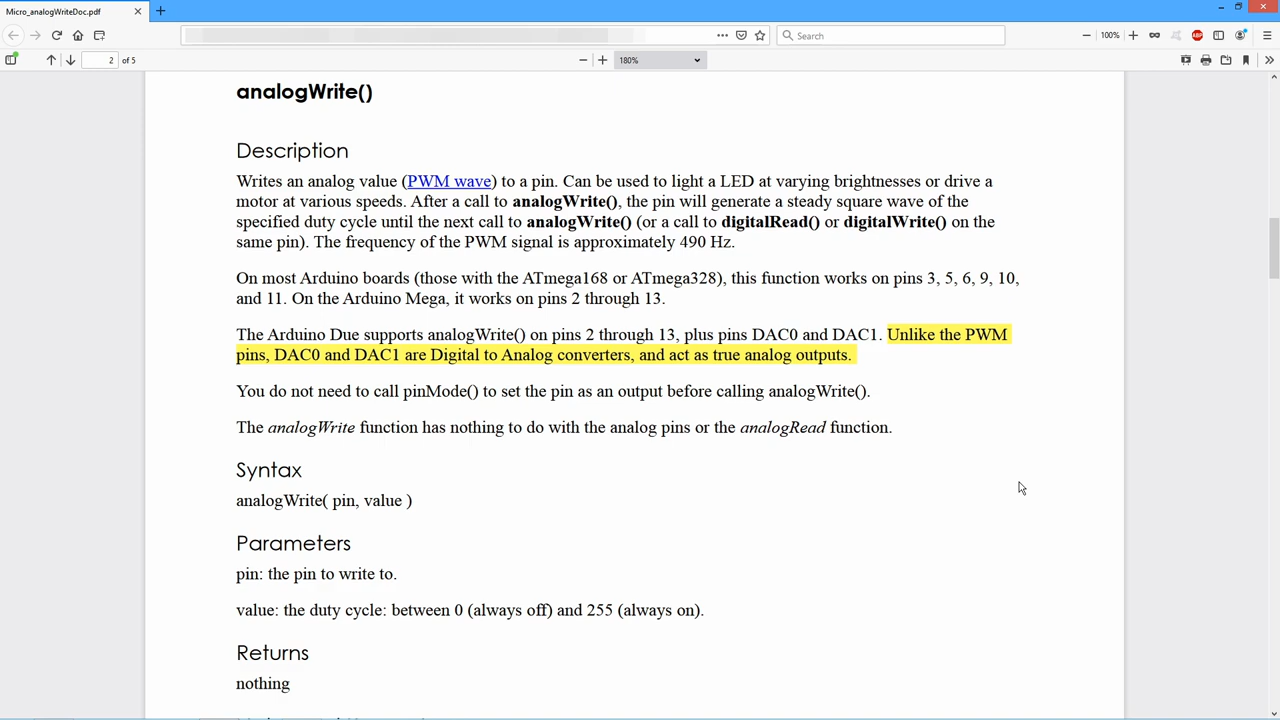 Micro_analogWriteDoc.pdf
Search
100%
2 of 5
180%
analogWrite()
Description
Writes an analog value (PWM wave) to a pin. Can be used to light a LED at varying brightnesses or drive a
motor at various speeds. After a call to analogWrite(), the pin will generate a steady square wave of the
specified duty cycle until the next call to analogWrite() (or a call to digitalRead() or digitalWrite() on the
same pin). The frequency of the PWM signal is approximately 490 Hz.
On most Arduino boards (those with the ATmega168 or ATmega328), this function works on pins 3, 5, 6, 9, 10,
and 11. On the Arduino Mega, it works on pins 2 through 13.
The Arduino Due supports analogWrite() on pins 2 through 13, plus pins DAC0 and DAC1. Unlike the PWM
pins, DAC0 and DAC1 are Digital to Analog converters, and act as true analog outputs.
You do not need to call pinMode() to set the pin as an output before calling analogWrite().
The analogWrite function has nothing to do with the analog pins or the analogRead function.
Syntax
analogWrite( pin, value )
Parameters
pin: the pin to write to.
value: the duty cycle: between 0 (always off) and 255 (always on).
Returns
nothing